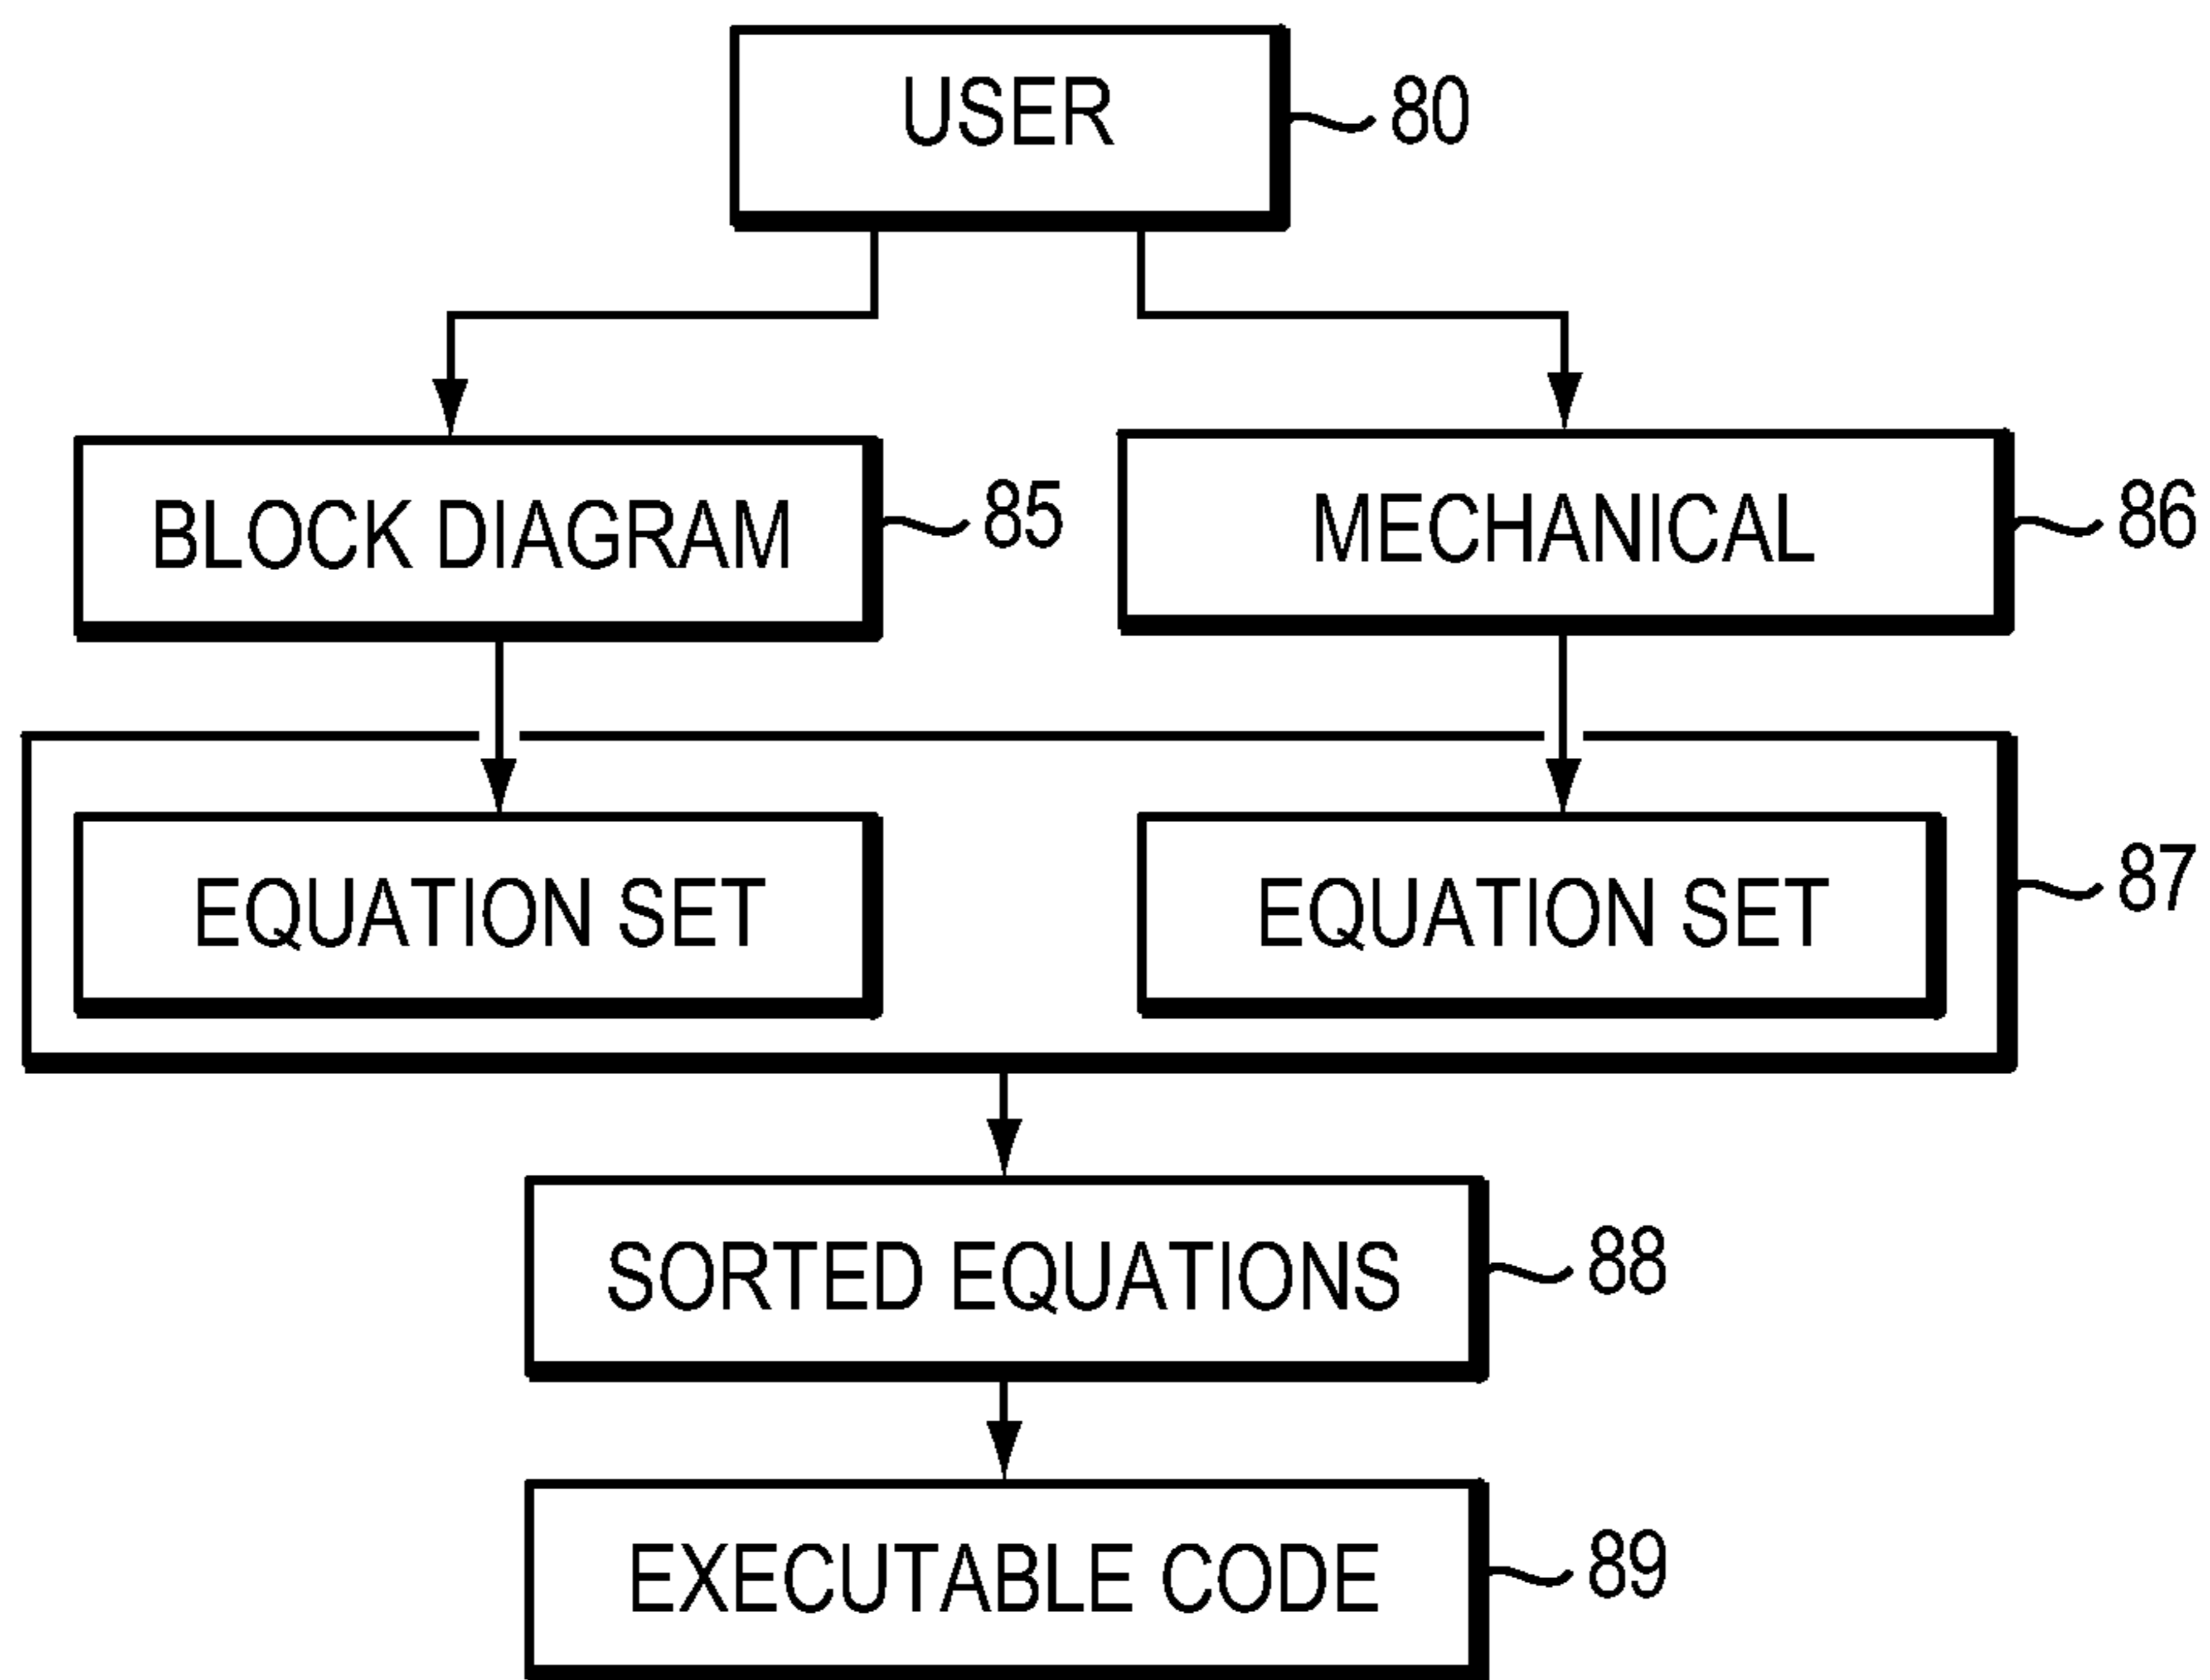 USER 80
BLOCK DIAGRAM 85
MECHANICAL 86
EQUATION SET
EQUATION SET
87
SORTED EQUATIONS 88
EXECUTABLE CODE 89